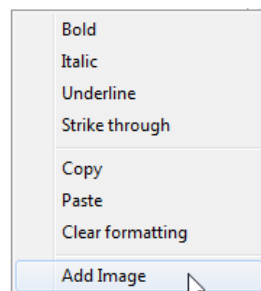 Bold
Italic
Underline
Strike through
Copy
Paste
Clear formatting
Add Image